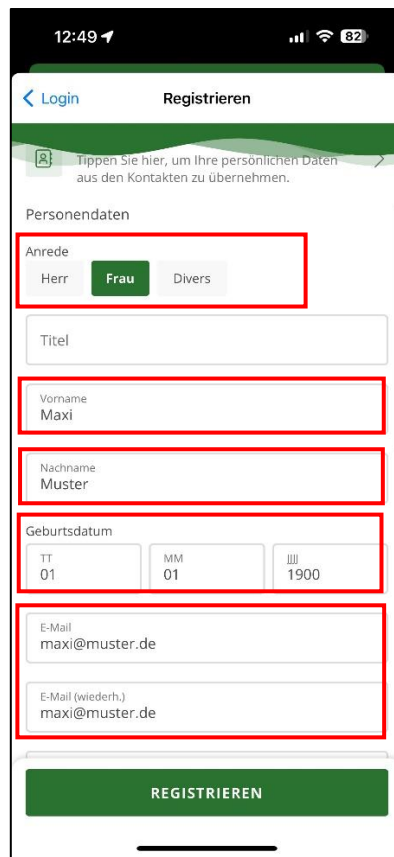 12:49
82
Login
Registrieren
Tippen Sie hier, um Ihre persönlichen Daten
aus den Kontakten zu übernehmen.
Personendaten
Anrede
Herr Frau Divers
Titel
Vorname
Maxi
Nachname
Muster
Geburtsdatum
TT MM JJJJ
01 01 1900
E-Mail
maxi@muster.de
E-Mail (wiederh.)
maxi@muster.de
REGISTRIEREN